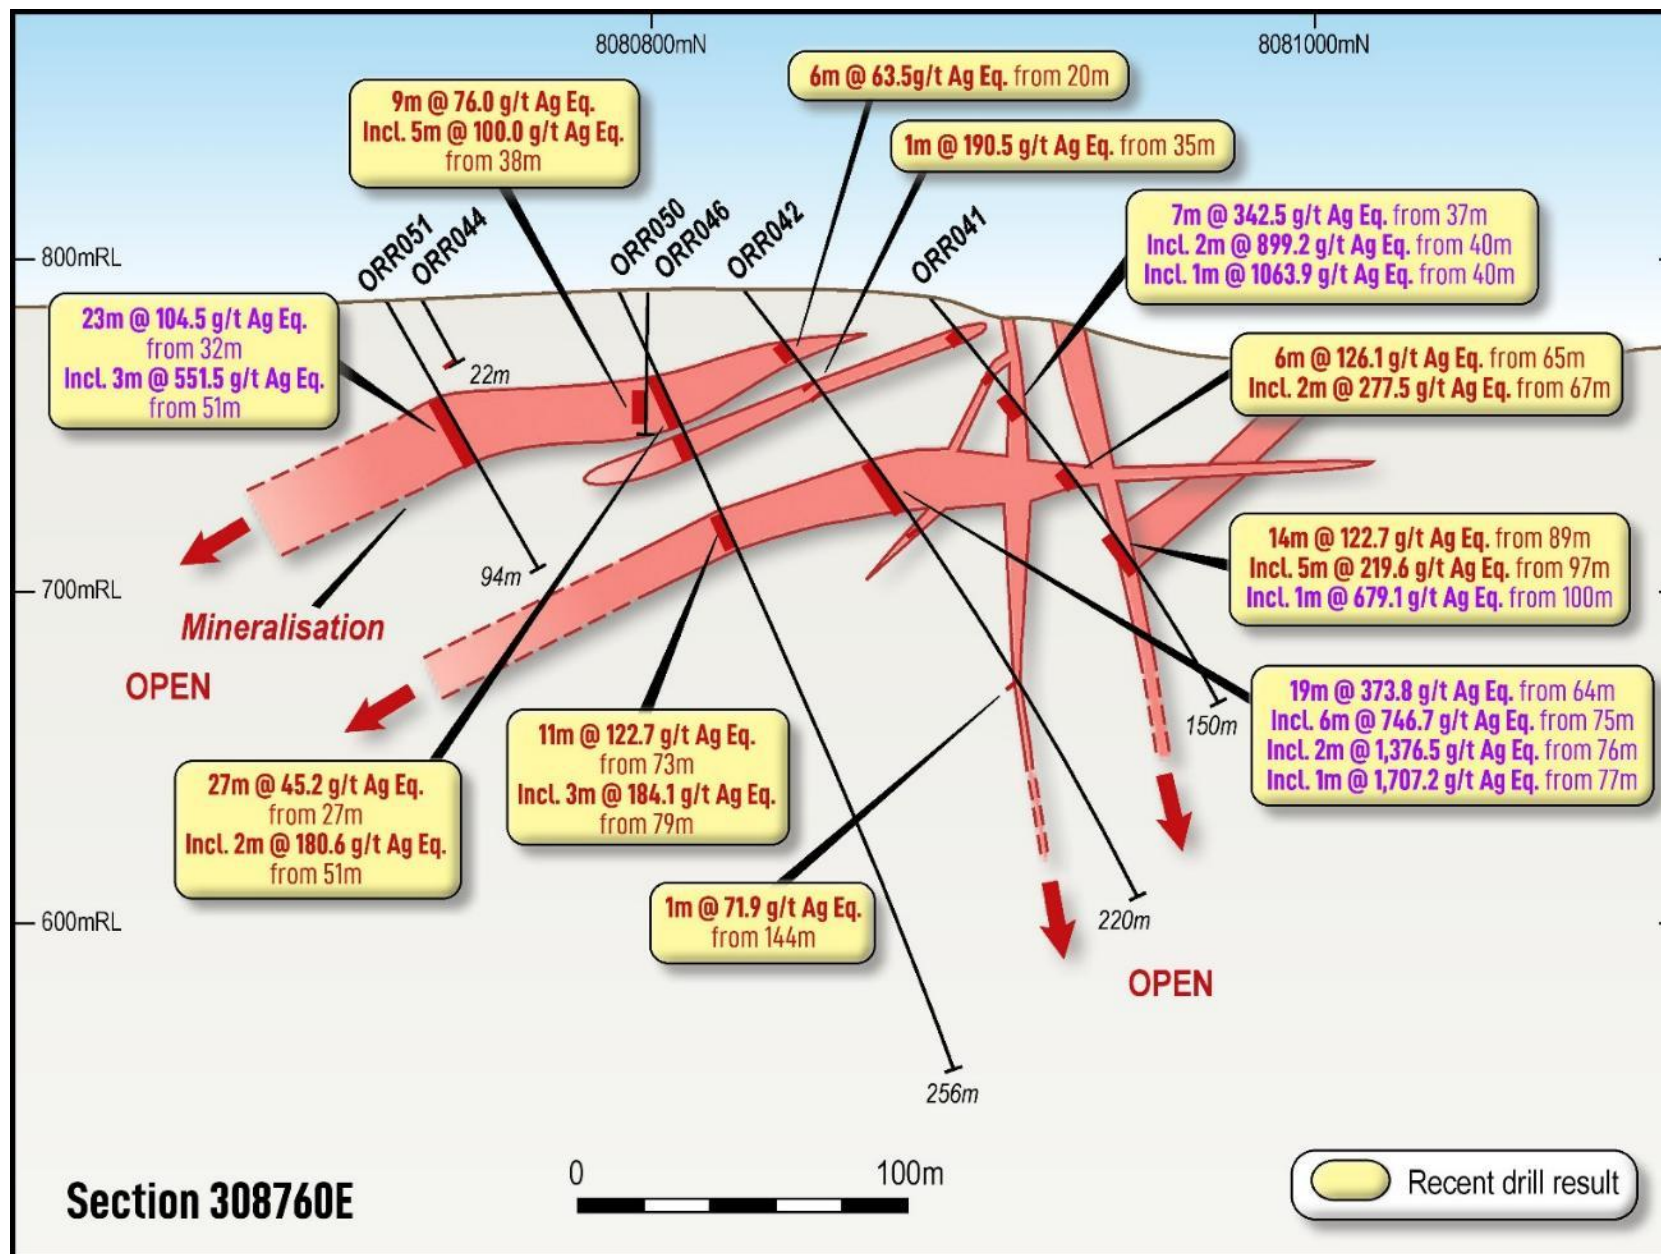 8080800mN
8081000mN
6m @ 63.5g/t Ag Eq. from 20m
9m @ 76.0 g/t Ag Eq.
Incl. 5m @ 100.0 g/t Ag Eq.
from 38m
1m @ 190.5 g/t Ag Eq. from 35m
ORR051
ORR044
ORR050
ORR046
ORR042
ORR041
7m @ 342.5 g/t Ag Eq. from 37m
Incl. 2m @ 899.2 g/t Ag Eq. from 40m
Incl. 1m @ 1063.9 g/t Ag Eq. from 40m
800mRL
23m @ 104.5 g/t Ag Eq.
from 32m
Incl. 3m @ 551.5 g/t Ag Eq.
from 51m
22m
6m @ 126.1 g/t Ag Eq. from 65m
Incl. 2m @ 277.5 g/t Ag Eq. from 67m
14m @ 122.7 g/t Ag Eq. from 89m
Incl. 5m @ 219.6 g/t Ag Eq. from 97m
Incl. 1m @ 679.1 g/t Ag Eq. from 100m
94m
700mRL
Mineralisation
OPEN
19m @ 373.8 g/t Ag Eq. from 64m
Incl. 6m @ 746.7 g/t Ag Eq. from 75m
Incl. 2m @ 1,376.5 g/t Ag Eq. from 76m
Incl. 1m @ 1,707.2 g/t Ag Eq. from 77m
150m
27m @ 45.2 g/t Ag Eq.
from 27m
Incl. 2m @ 180.6 g/t Ag Eq.
from 51m
11m @ 122.7 g/t Ag Eq.
from 73m
Incl. 3m @ 184.1 g/t Ag Eq.
from 79m
1m @ 71.9 g/t Ag Eq.
from 144m
220m
600mRL
OPEN
256m
Section 308760E
0
100m
Recent drill result